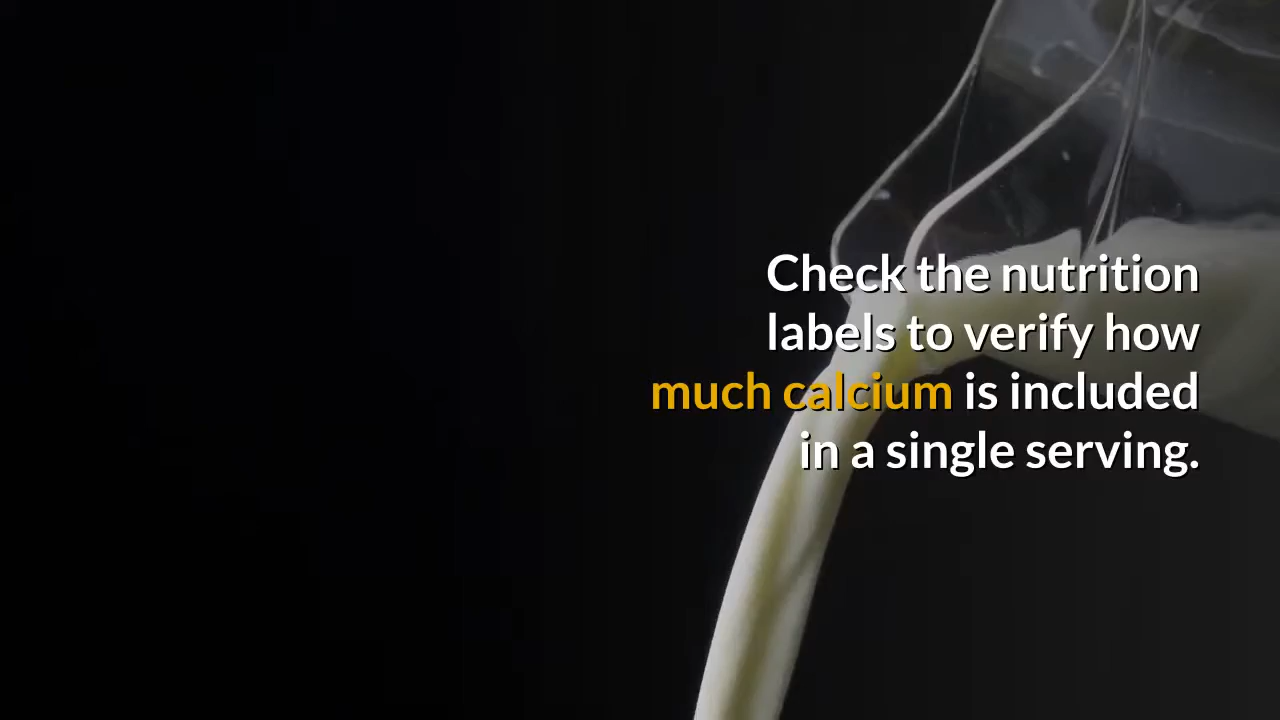 Check the nutrition
labels to verify how
much calcium is included
in a single serving.